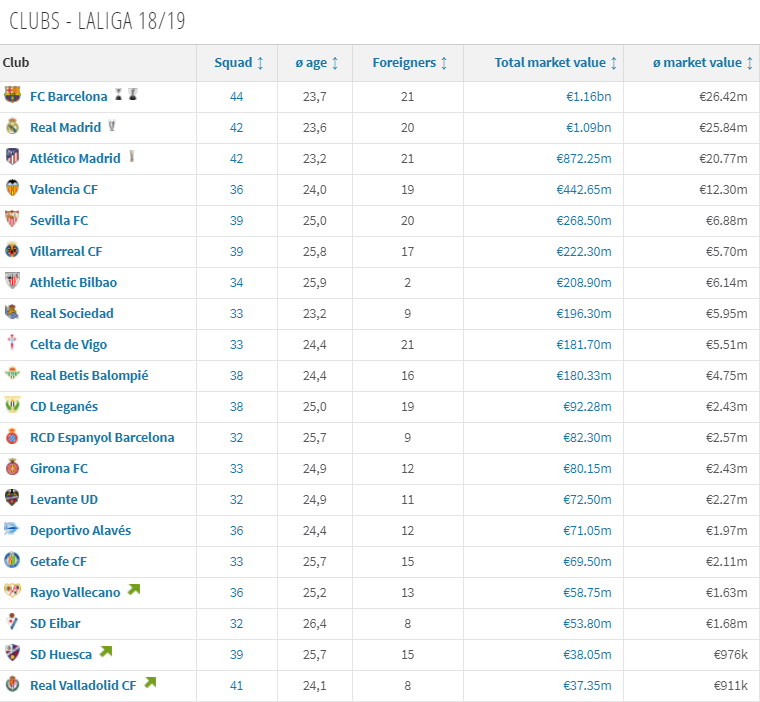 CLUBS - LALIGA 18/19
Club Squad ↕ ø age ↕ Foreigners ↕ Total market value ↕ ø market value ↕
FC Barcelona 44 23,7 21 €1.16bn €26.42m
Real Madrid 42 23,6 20 €1.09bn €25.84m
Atlético Madrid 42 23,2 21 €872.25m €20.77m
Valencia CF 36 24,0 19 €442.65m €12.30m
Sevilla FC 39 25,0 20 €268.50m €6.88m
Villarreal CF 39 25,8 17 €222.30m €5.70m
Athletic Bilbao 34 25,9 2 €208.90m €6.14m
Real Sociedad 33 23,2 9 €196.30m €5.95m
Celta de Vigo 33 24,4 21 €181.70m €5.51m
Real Betis Balompié 38 24,4 16 €180.33m €4.75m
CD Leganés 38 25,0 19 €92.28m €2.43m
RCD Espanyol Barcelona 32 25,7 9 €82.30m €2.57m
Girona FC 33 24,9 12 €80.15m €2.43m
Levante UD 32 24,9 11 €72.50m €2.27m
Deportivo Alavés 36 24,4 12 €71.05m €1.97m
Getafe CF 33 25,7 15 €69.50m €2.11m
Rayo Vallecano 36 25,2 13 €58.75m €1.63m
SD Eibar 32 26,4 8 €53.80m €1.68m
SD Huesca 39 25,7 15 €38.05m €976k
Real Valladolid CF 41 24,1 8 €37.35m €911k